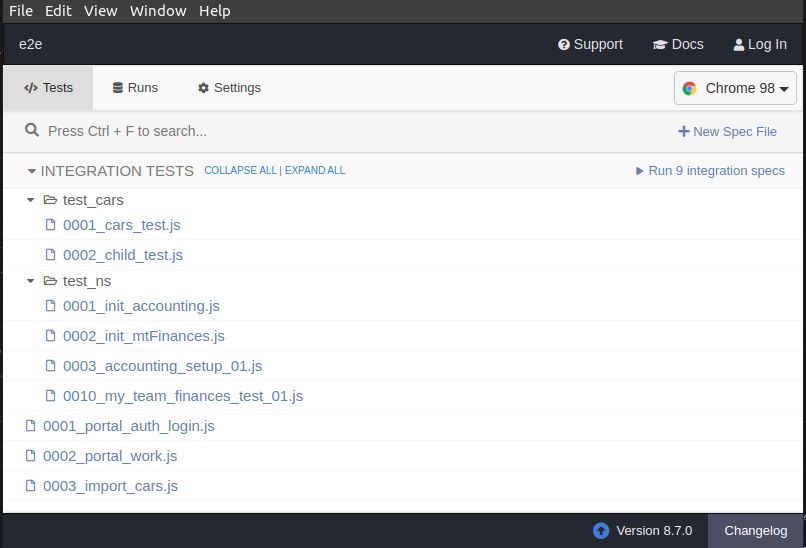 File Edit View Window Help
e2e Support Docs Log In
Tests Runs Settings Chrome 98
Press Ctrl + F to search... New Spec File
INTEGRATION TESTS COLLAPSE ALL | EXPAND ALL Run 9 integration specs
test_cars
0001_cars_test.js
0002_child_test.js
test_ns
0001_init_accounting.js
0002_init_mtFinances.js
0003_accounting_setup_01.js
0010_my_team_finances_test_01.js
0001_portal_auth_login.js
0002_portal_work.js
0003_import_cars.js
Version 8.7.0 Changelog